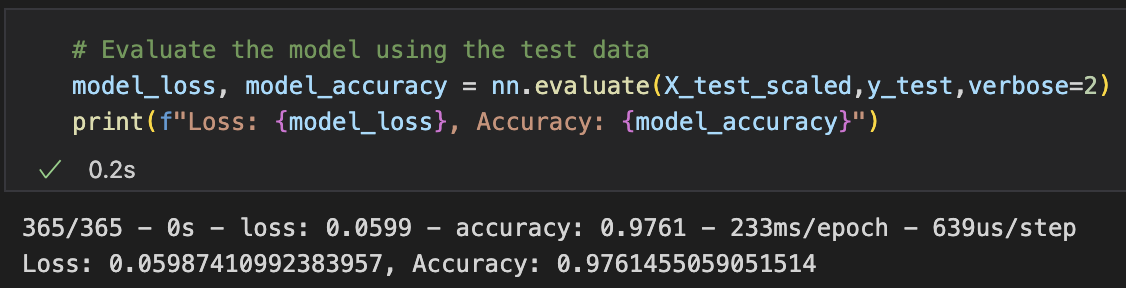 # Evaluate the model using the test data
model_loss, model_accuracy = nn.evaluate(X_test_scaled,y_test,verbose=2)
print(f"Loss: {model_loss}, Accuracy: {model_accuracy}")
0.2s
365/365 - 0s - loss: 0.0599 - accuracy: 0.9761 - 233ms/epoch - 639us/step
Loss: 0.05987410992383957, Accuracy: 0.9761455059051514